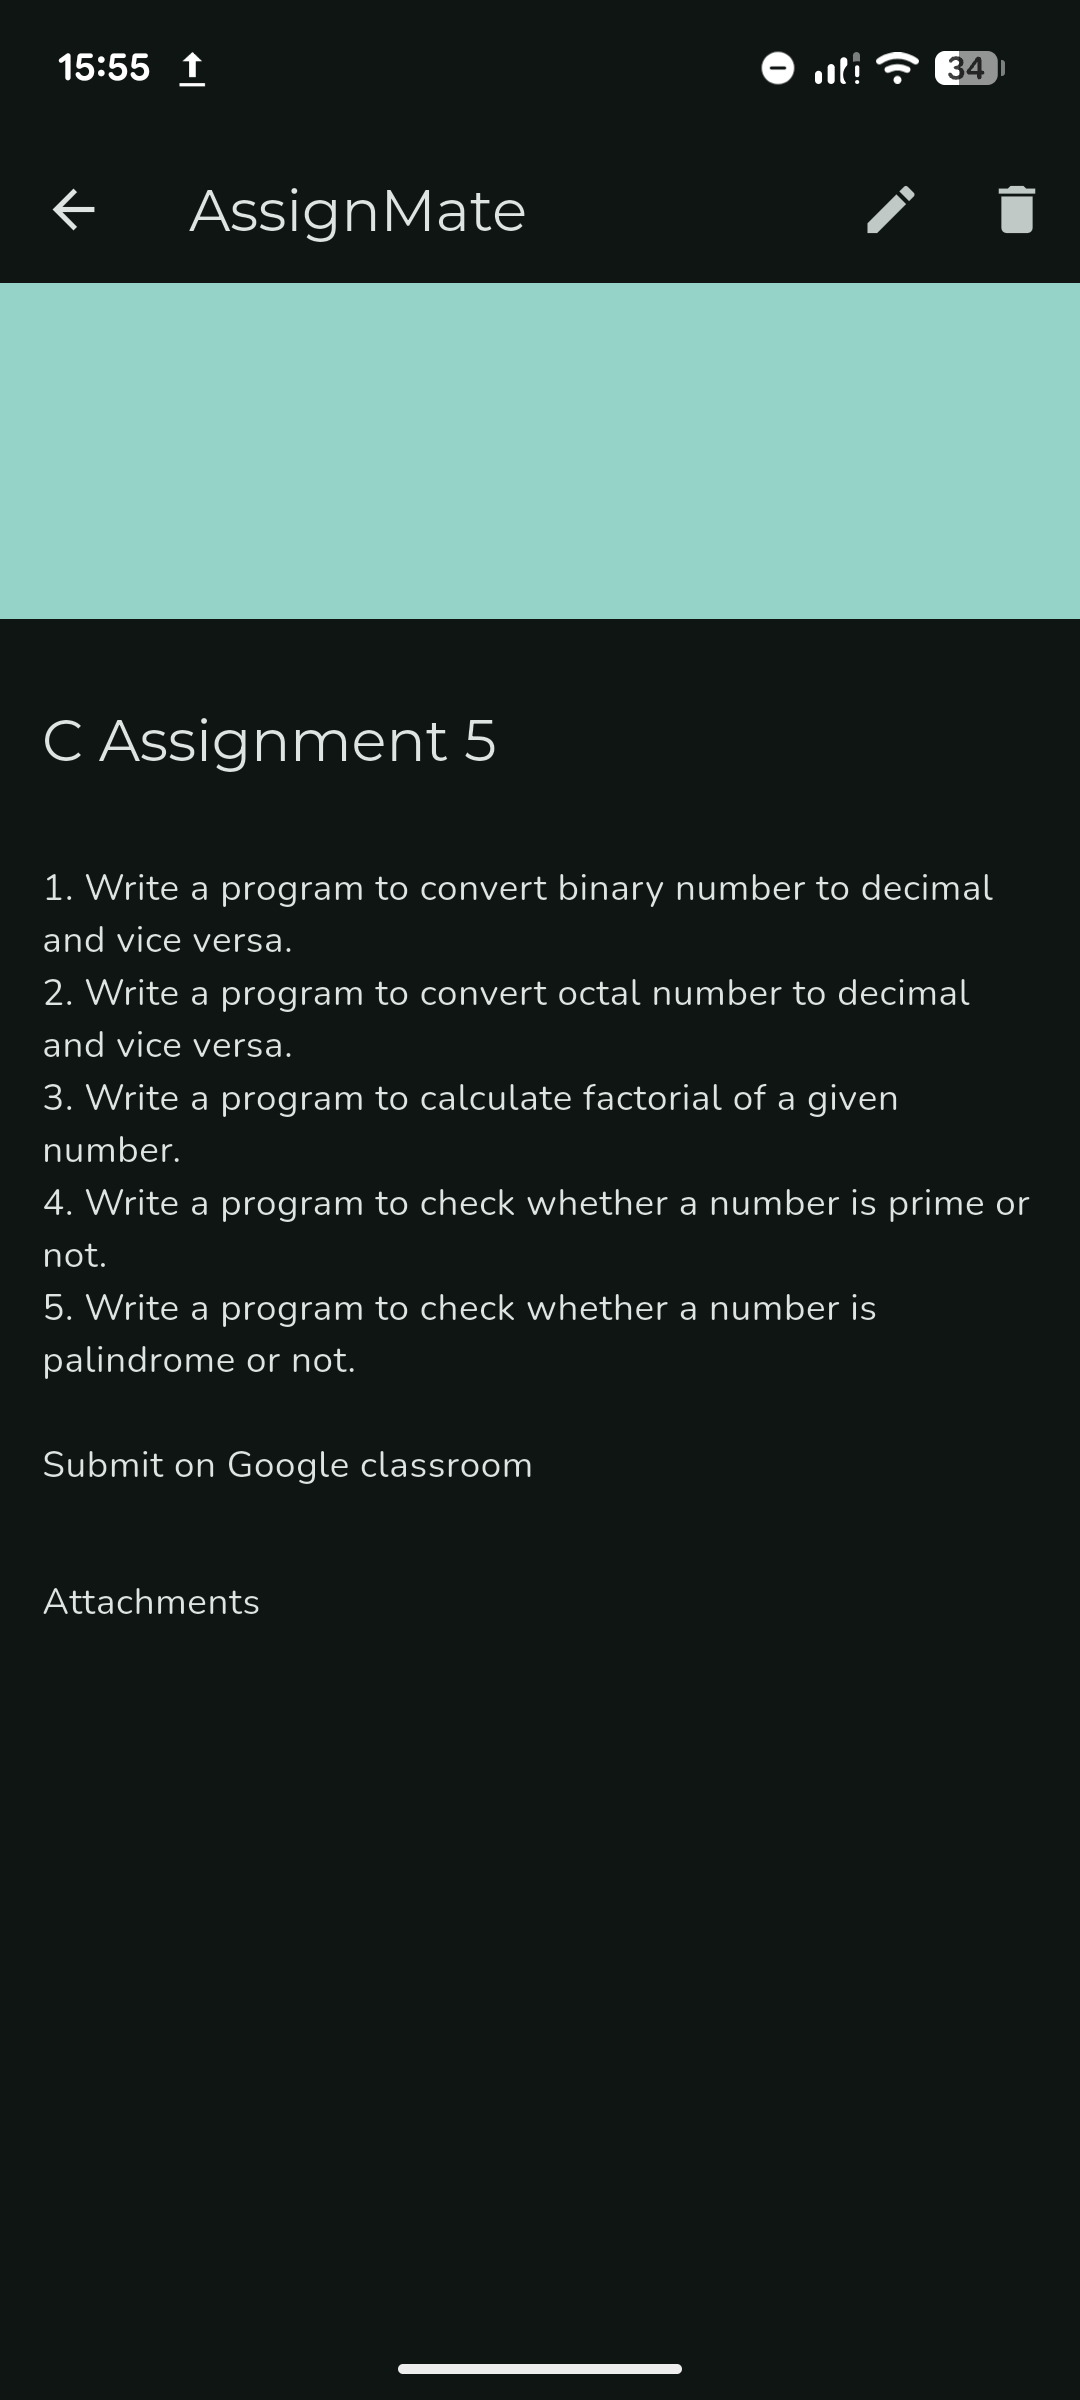 15:55
34
AssignMate
C Assignment 5
1. Write a program to convert binary number to decimal
and vice versa.
2. Write a program to convert octal number to decimal
and vice versa.
3. Write a program to calculate factorial of a given
number.
4. Write a program to check whether a number is prime or
not.
5. Write a program to check whether a number is
palindrome or not.
Submit on Google classroom
Attachments